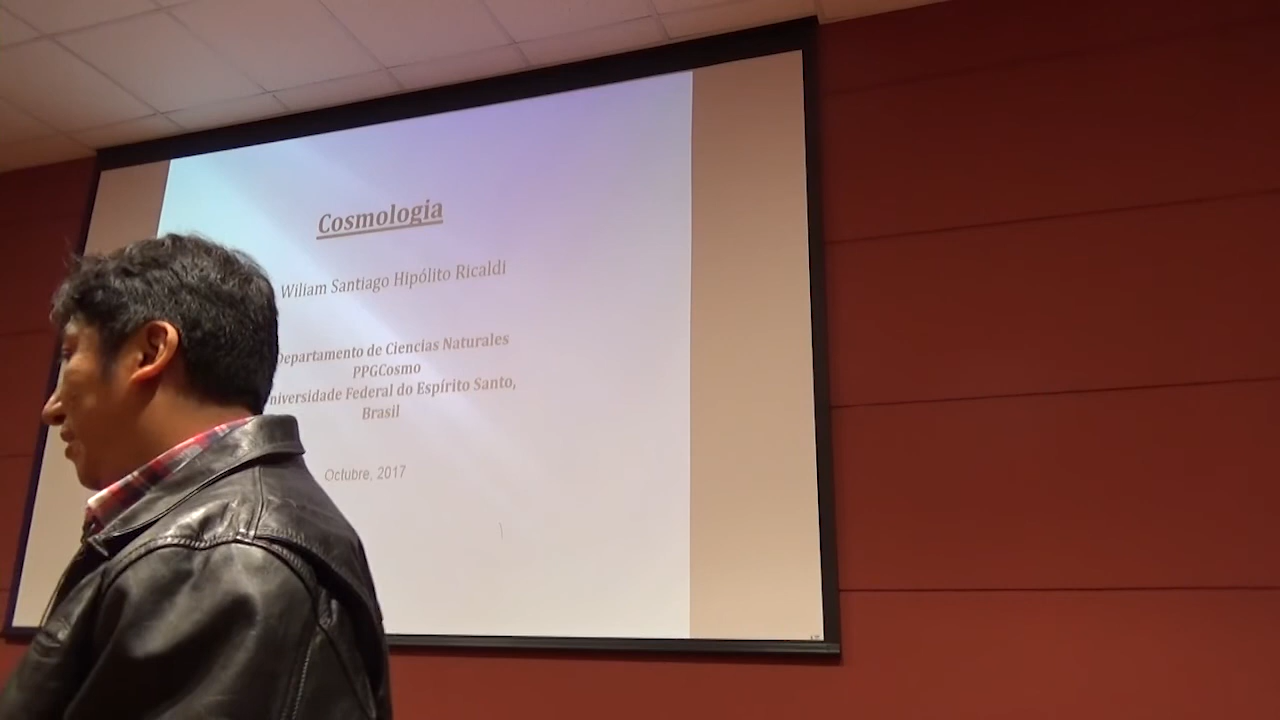 Cosmologia
Wiliam Santiago Hipólito Ricaldi
Departamento de Ciencias Naturales
PPGCosmo
niversidade Federal do Espírito Santo,
Brasil
Octubre, 2017